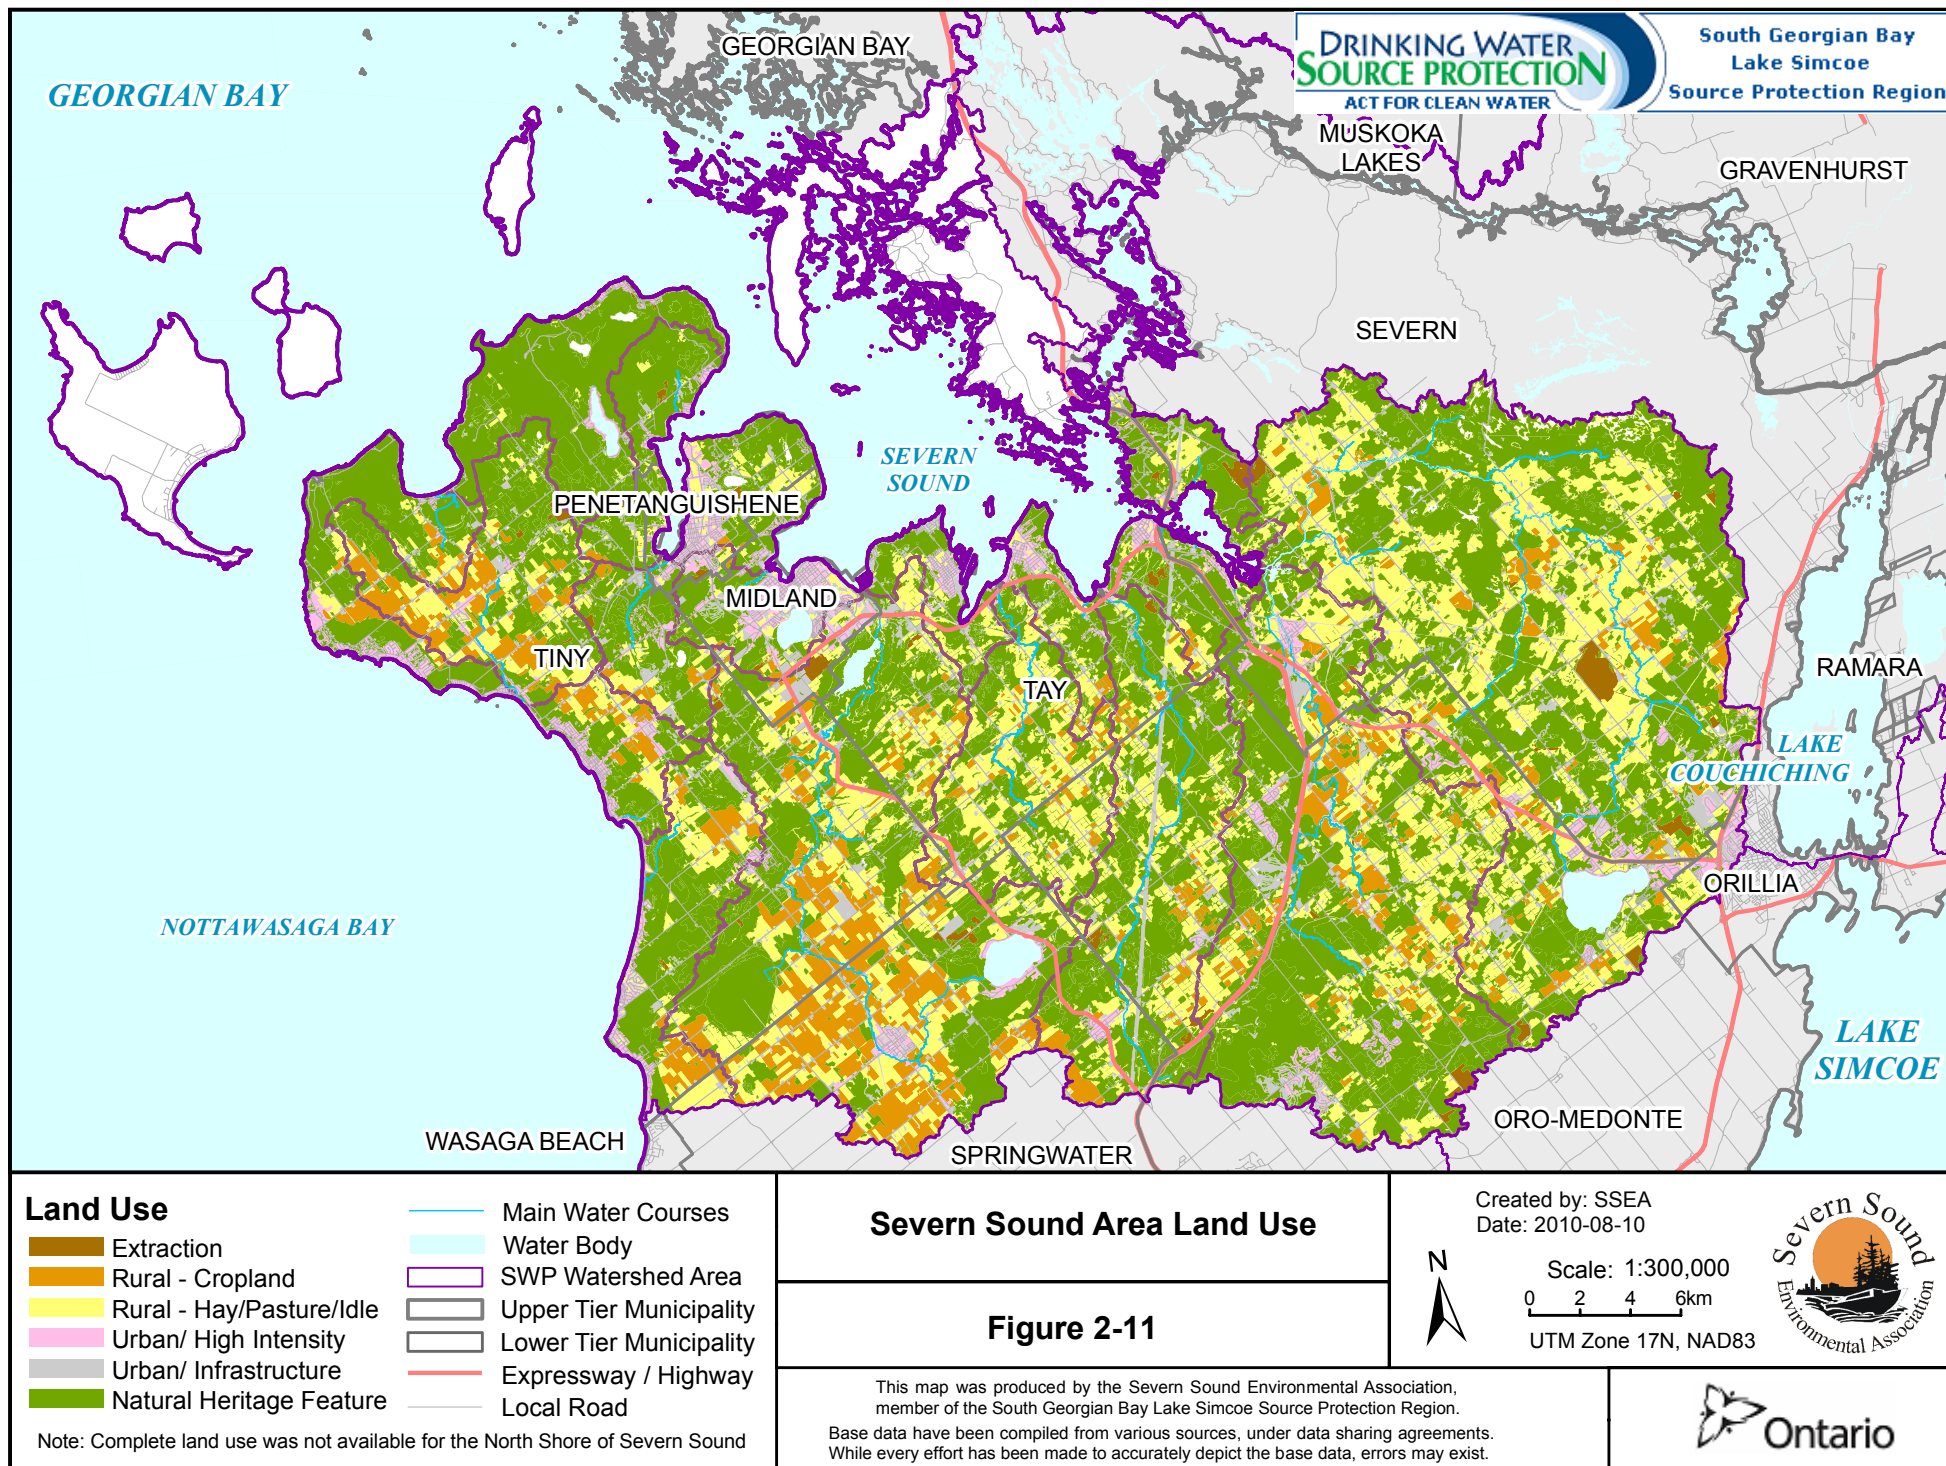 GEORGIAN BAY
GEORGIAN BAY
DRINKING WATER
SOURCE PROTECTION
ACT FOR CLEAN WATER
South Georgian Bay
Lake Simcoe
Source Protection Region
MUSKOKA
LAKES
GRAVENHURST
SEVERN
SEVERN
SOUND
PENETANGUISHENE
MIDLAND
TINY
TAY
RAMARA
LAKE
COUCHICHING
ORILLIA
NOTTAWASAGA BAY
LAKE
SIMCOE
WASAGA BEACH
SPRINGWATER
ORO-MEDONTE
Land Use
Extraction
Rural - Cropland
Rural - Hay/Pasture/Idle
Urban/ High Intensity
Urban/ Infrastructure
Natural Heritage Feature
Main Water Courses
Water Body
SWP Watershed Area
Upper Tier Municipality
Lower Tier Municipality
Expressway / Highway
Local Road
Note: Complete land use was not available for the North Shore of Severn Sound
Severn Sound Area Land Use
Figure 2-11
Created by: SSEA
Date: 2010-08-10
N
Scale: 1:300,000
0 2 4 6km
UTM Zone 17N, NAD83
Severn Sound
Environmental Association
This map was produced by the Severn Sound Environmental Association,
member of the South Georgian Bay Lake Simcoe Source Protection Region.
Base data have been compiled from various sources, under data sharing agreements.
While every effort has been made to accurately depict the base data, errors may exist.
Ontario